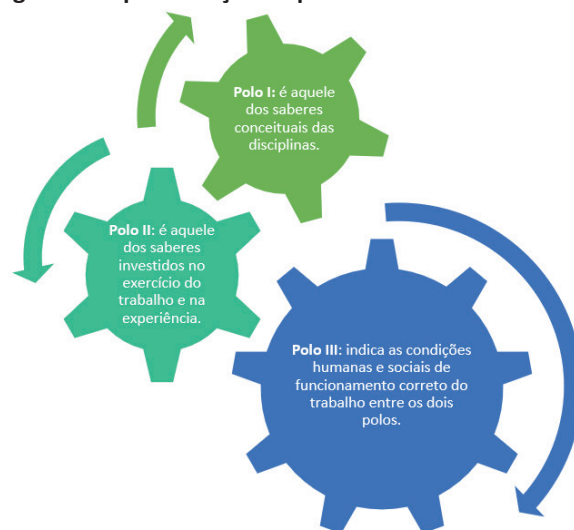 Polo I: é aquele
dos saberes
conceituais das
disciplinas.
Polo II: é aquele
dos saberes
investidos no
exercício do
trabalho e na
experiência.
Polo III: indica as condições
humanas e sociais de
funcionamento correto do
trabalho entre os dois
polos.